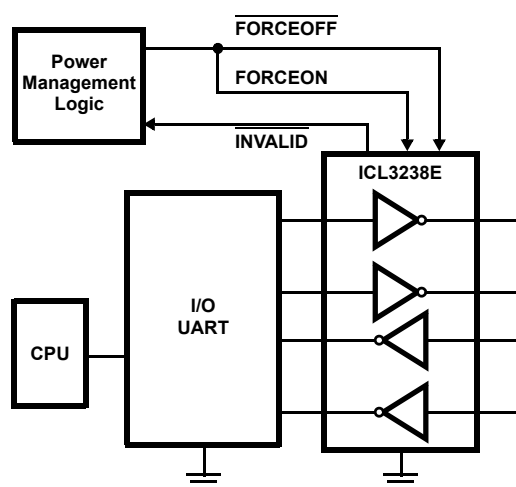 FORCEOFF
Power
Management
Logic
FORCEON
INVALID
ICL3238E
I/O
UART
CPU